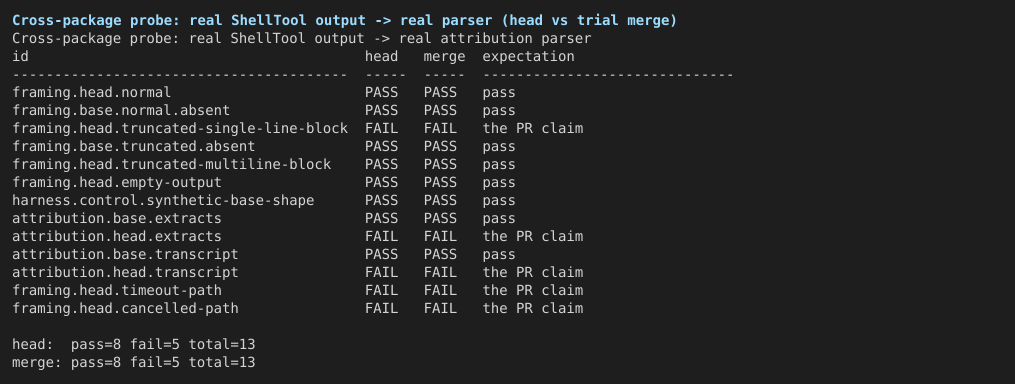 Cross-package probe: real ShellTool output -> real parser (head vs trial merge)
Cross-package probe: real ShellTool output -> real attribution parser
id                                        head   merge  expectation
----------------------------------------  -----  -----  ------------------------------
framing.head.normal                       PASS   PASS   pass
framing.base.normal.absent                PASS   PASS   pass
framing.head.truncated-single-line-block  FAIL   FAIL   the PR claim
framing.base.truncated.absent             PASS   PASS   pass
framing.head.truncated-multiline-block    PASS   PASS   pass
framing.head.empty-output                 PASS   PASS   pass
harness.control.synthetic-base-shape      PASS   PASS   pass
attribution.base.extracts                 PASS   PASS   pass
attribution.head.extracts                 FAIL   FAIL   the PR claim
attribution.base.transcript               PASS   PASS   pass
attribution.head.transcript               FAIL   FAIL   the PR claim
framing.head.timeout-path                 FAIL   FAIL   the PR claim
framing.head.cancelled-path               FAIL   FAIL   the PR claim
head:  pass=8 fail=5 total=13
merge: pass=8 fail=5 total=13